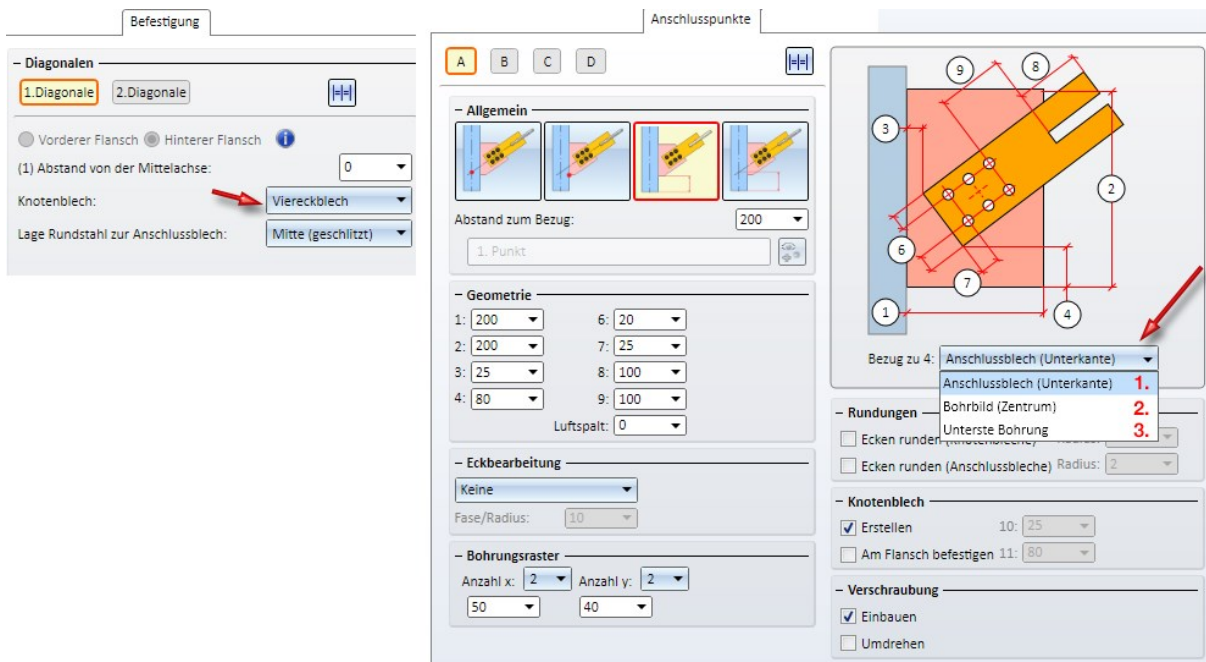 Befestigung
Diagonalen
1.Diagonale 2.Diagonale
Vorderer Flansch Hinterer Flansch
(1) Abstand von der Mittelachse: 0
Knotenblech: Viereckblech
Lage Rundstahl zur Anschlussblech: Mitte (geschlitzt)
Anschlusspunkte
A B C D
Allgemein
Abstand zum Bezug: 200
1. Punkt
Geometrie
1: 200 6: 20
2: 200 7: 25
3: 25 8: 100
4: 80 9: 100
Luftspalt: 0
Eckbearbeitung
Keine
Fase/Radius: 10
Bohrungsraster
Anzahl x: 2 Anzahl y: 2
50 40
9 8
3
2
6
7
1 4
Bezug zu 4: Anschlussblech (Unterkante)
Anschlussblech (Unterkante) 1.
Bohrbild (Zentrum) 2.
Unterste Bohrung 3.
Rundungen
Ecken runden (Knotenbleche)
Ecken runden (Anschlussbleche) Radius: 2
Knotenblech
Erstellen 10: 25
Am Flansch befestigen 11: 80
Verschraubung
Einbauen
Umdrehen